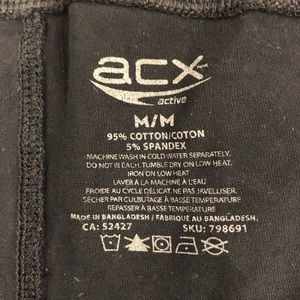 acx
active
M/M
95% COTTON/COTON
5% SPANDEX
MACHINE WASH IN COLD WATER SEPARATELY.
DO NOT BLEACH. TUMBLE DRY ON LOW HEAT.
IRON ON LOW HEAT
LAVER À LA MACHINE À L'EAU
FROIDE AU CYCLE DÉLICAT. NE PAS JAVELLISER.
SÉCHER PAR CULBUTAGE À BASSE TEMPÉRATURE
REPASSER À BASSE TEMPÉRATURE
MADE IN BANGLADESH / FABRIQUÉ AU BANGLADESH,
CA: 52427 SKU: 798691